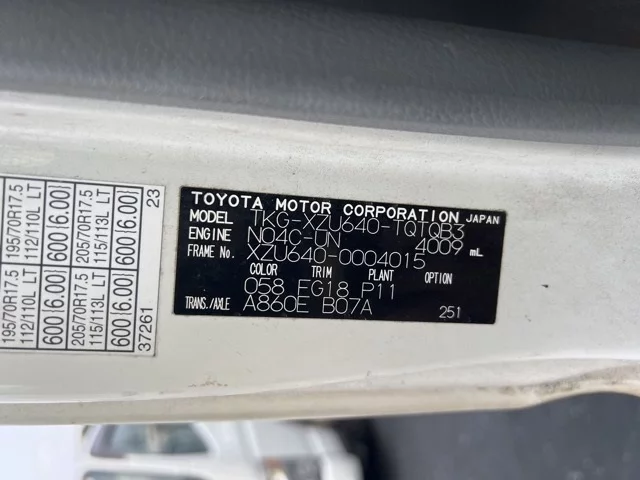 TOYOTA MOTOR CORPORATION JAPAN
MODEL TKG-XZU640-TQTQB3
ENGINE N04C-UN 4009 mL
FRAME No. XZU640-0004015
COLOR TRIM PLANT OPTION
058 FG18 P11
TRANS./AXLE A860E B07A
251
195/70R17.5
112/110L LT
600 (6.00)
205/70R17.5
115/113L LT
600 (6.00)
37261
195/70R17.5
112/110L LT
600 (6.00)
205/70R17.5
115/113L LT
600 (6.00)
23